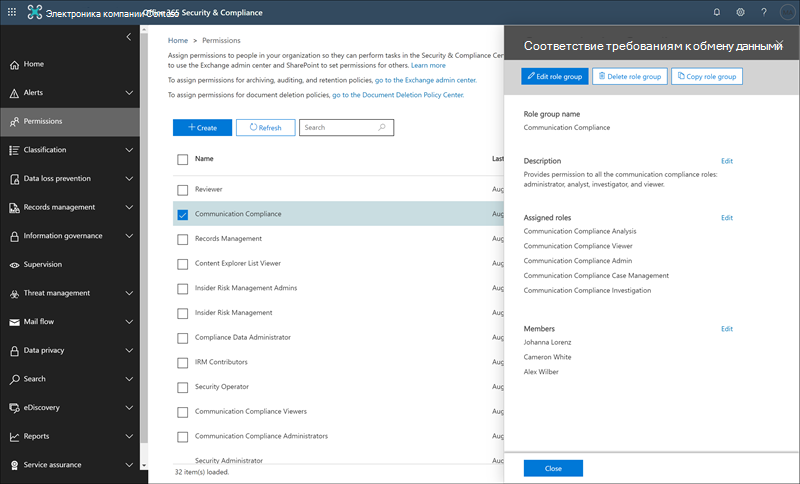 Электроника компании Contoso Office 365 Security & Compliance
?
Home
Alerts
Permissions
Classification
Data loss prevention
Records management
Information governance
Supervision
Threat management
Mail flow
Data privacy
Search
eDiscovery
Reports
Service assurance
Home > Permissions
Assign permissions to people in your organization so they can perform tasks in the Security & Compliance Cen
to use the Exchange admin center and SharePoint to set permissions for others. Learn more
To assign permissions for archiving, auditing, and retention policies, go to the Exchange admin center.
To assign permissions for document deletion policies, go to the Document Deletion Policy Center.
Create
Refresh
Search
Name Last
Reviewer Aug
Communication Compliance Aug
Records Management Aug
Content Explorer List Viewer Aug
Insider Risk Management Admins Aug
Insider Risk Management Aug
Compliance Data Administrator Aug
IRM Contributors Aug
Security Operator Aug
Communication Compliance Viewers Aug
Communication Compliance Administrators Aug
Security Administrator Aug
32 item(s) loaded.
Соответствие требованиям к обмену данными
Edit role group
Delete role group
Copy role group
Role group name
Communication Compliance
Description Edit
Provides permission to all the communication compliance roles:
administrator, analyst, investigator, and viewer.
Assigned roles Edit
Communication Compliance Analysis
Communication Compliance Viewer
Communication Compliance Admin
Communication Compliance Case Management
Communication Compliance Investigation
Members Edit
Johanna Lorenz
Cameron White
Alex Wilber
Close